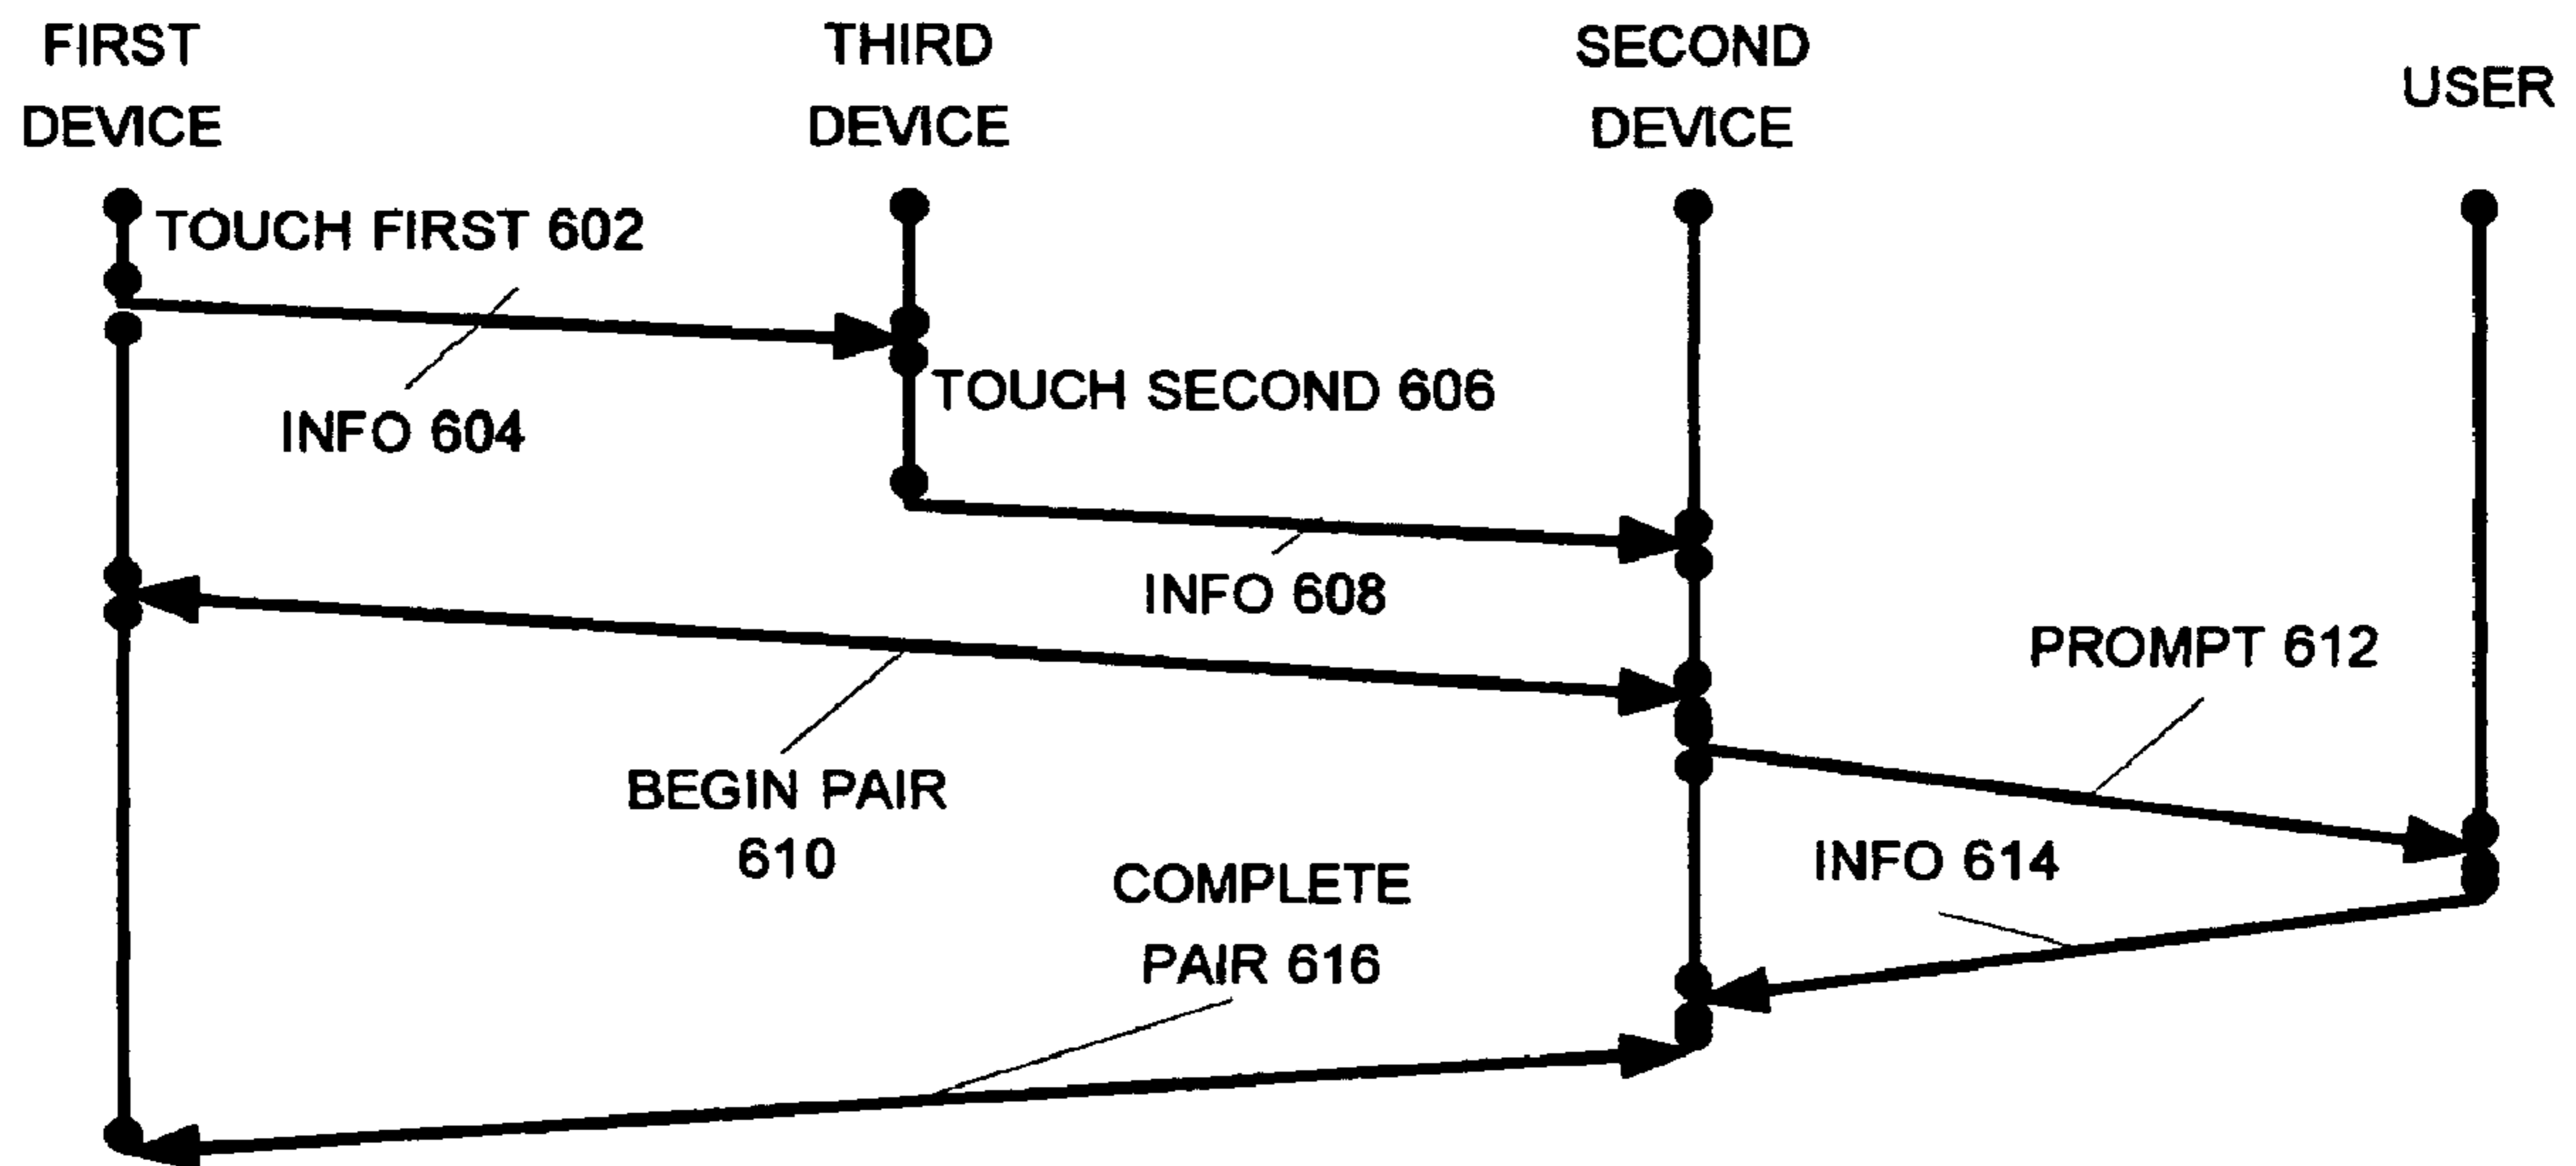 FIRST
DEVICE
THIRD
DEVICE
SECOND
DEVICE
USER
TOUCH FIRST 602
INFO 604
TOUCH SECOND 606
INFO 608
BEGIN PAIR
610
PROMPT 612
INFO 614
COMPLETE
PAIR 616